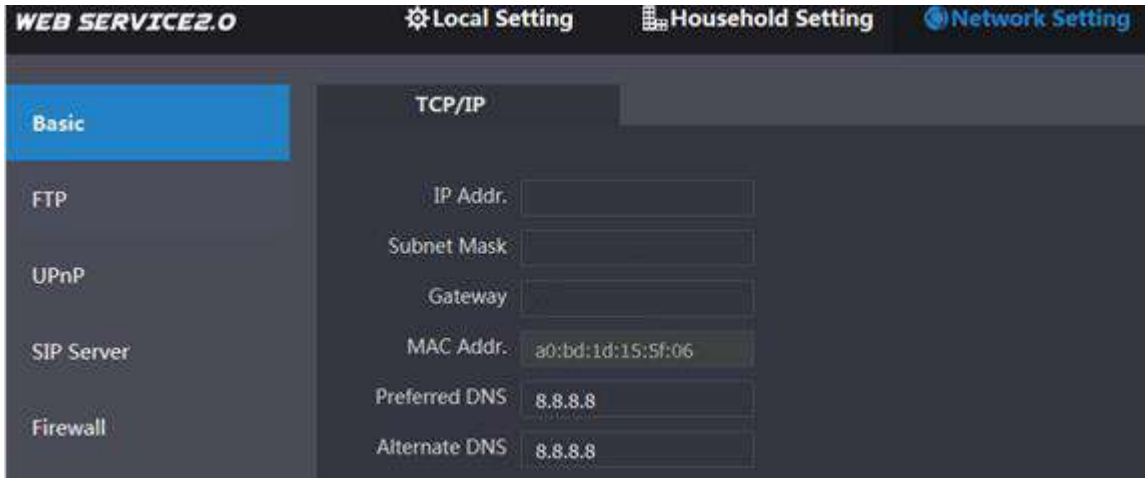 WEB SERVICE2.0 Local Setting Household Setting Network Setting
Basic
FTP
UPnP
SIP Server
Firewall
TCP/IP
IP Addr.
Subnet Mask
Gateway
MAC Addr. a0:bd:1d:15:5f:06
Preferred DNS 8.8.8.8
Alternate DNS 8.8.8.8